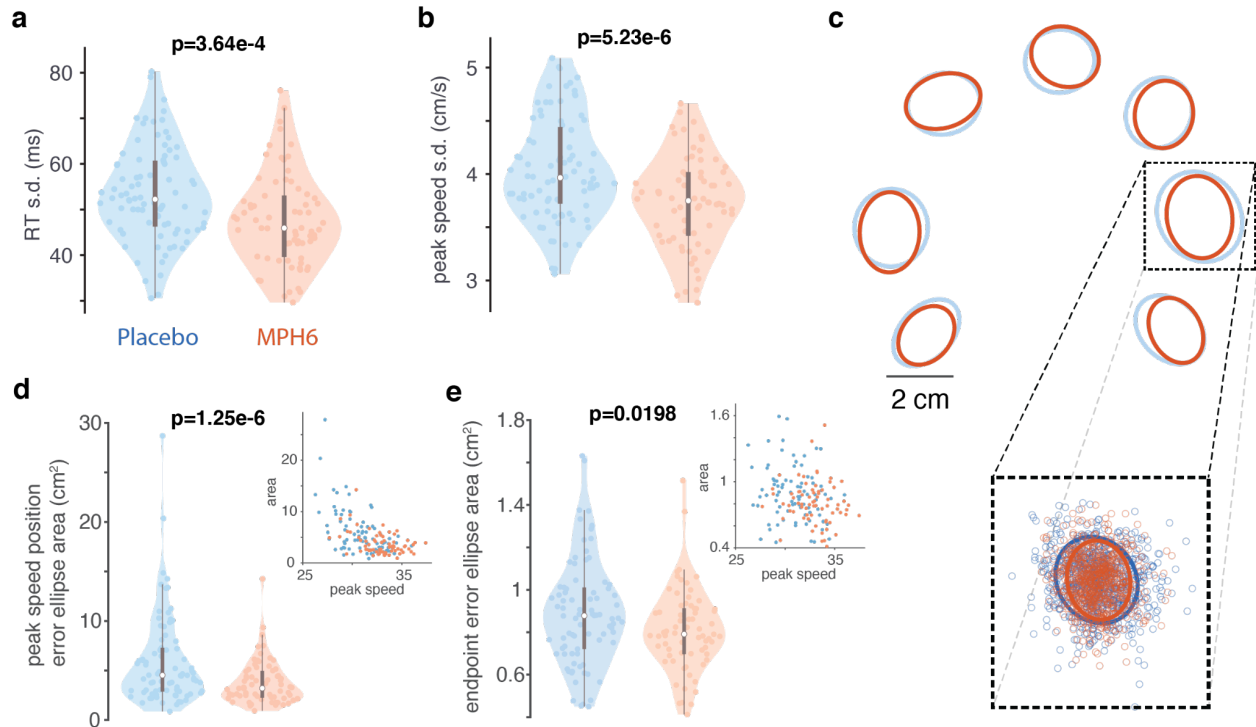 a
p=3.64e-4
RT s.d. (ms)
80
60
40
Placebo
MPH6
b
p=5.23e-6
peak speed s.d. (cm/s)
5
4
3
c
2 cm
d
p=1.25e-6
peak speed position
error ellipse area (cm²)
30
20
10
0
area
20
10
0
25
35
peak speed
e
p=0.0198
endpoint error ellipse area (cm²)
1.8
1.4
1
0.6
area
1.6
1
0.4
25
35
peak speed